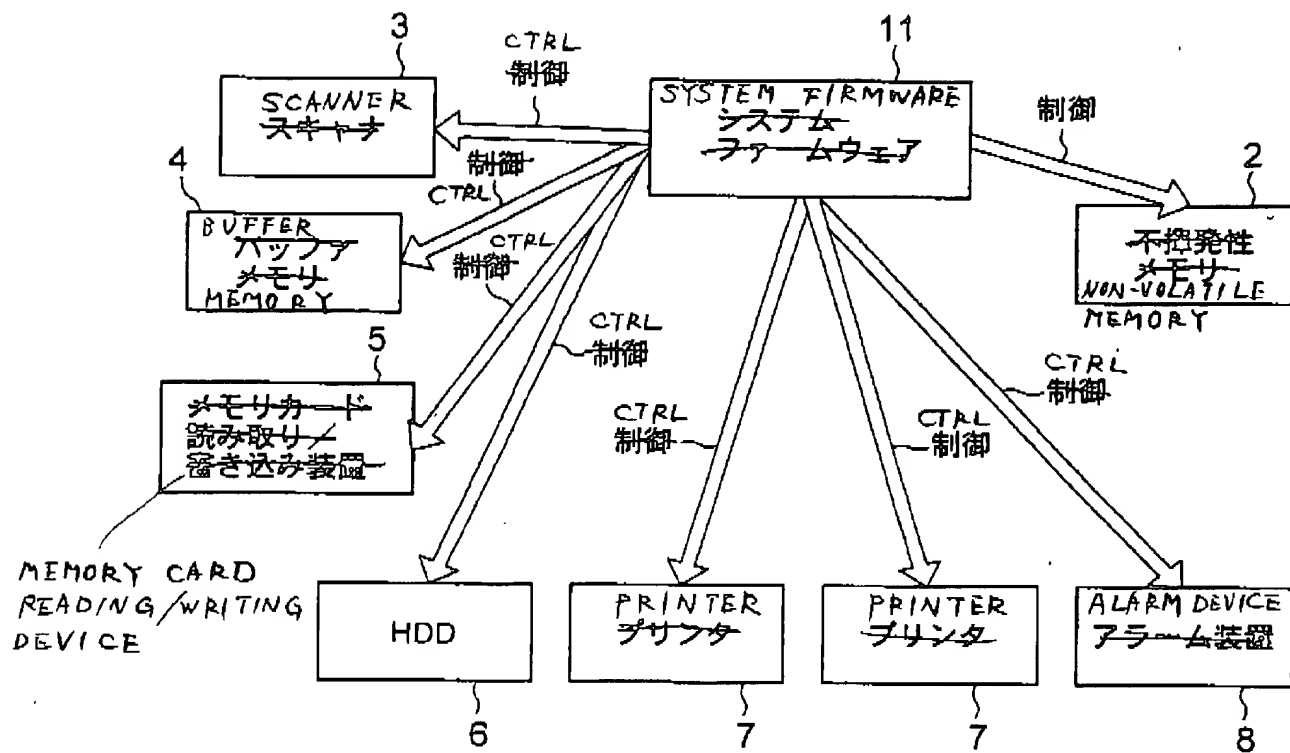 3
CTRL
制御
SCANNER
スキャナ
11
SYSTEM FIRMWARE
システム
ファームウェア
制御
2
不揮発性
メモリ
NON-VOLATILE
MEMORY
制御
CTRL
4
BUFFER
バッファ
メモリ
MEMORY
CTRL
制御
5
メモリカード
読み取り／
書き込み装置
MEMORY CARD
READING/WRITING
DEVICE
CTRL
制御
CTRL
制御
CTRL
制御
CTRL
制御
HDD
6
PRINTER
プリンタ
7
PRINTER
プリンタ
7
ALARM DEVICE
アラーム装置
8